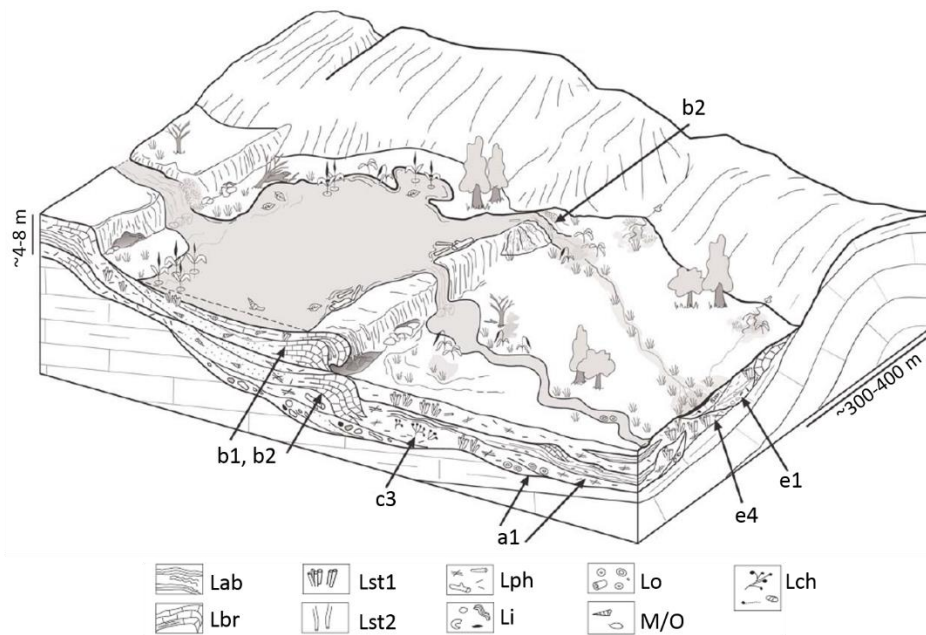 b2
~4-8 m
~300-400 m
b1, b2
c3
a1
e4
e1
Lab
Lst1
Lph
Lo
Lch
Lbr
Lst2
Li
M/O